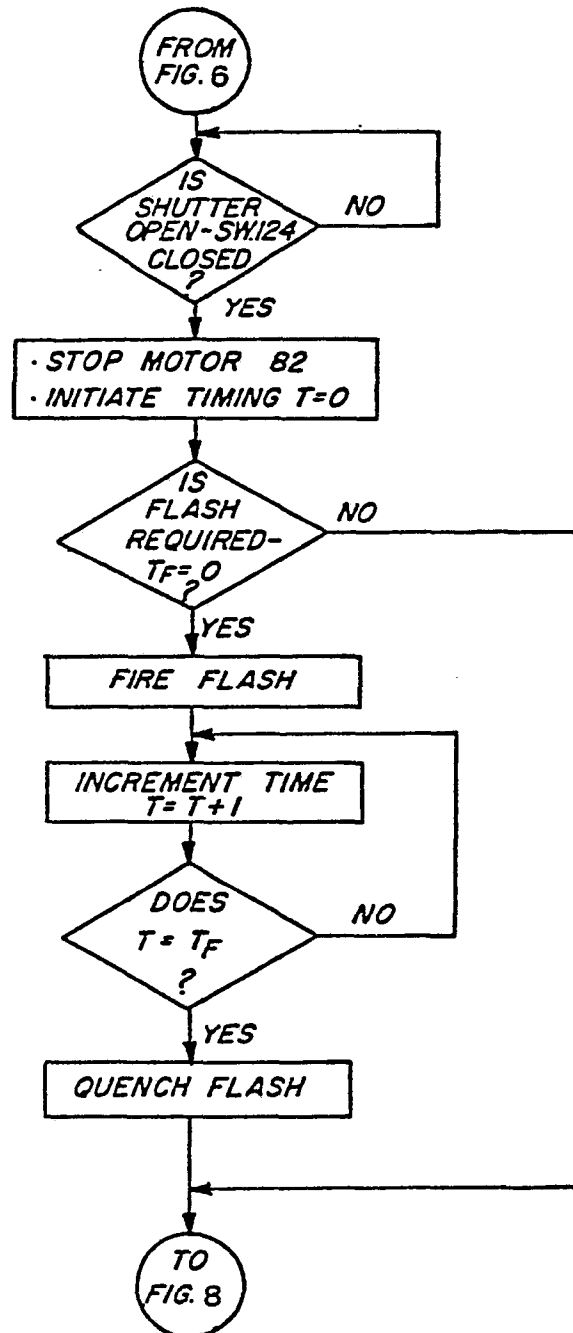 FROM
FIG. 6
IS
SHUTTER
OPEN-SW.124
CLOSED
?
NO
YES
· STOP MOTOR 82
· INITIATE TIMING T=0
IS
FLASH
REQUIRED-
TF=0
?
NO
YES
FIRE FLASH
INCREMENT TIME
T=T+1
DOES
T=TF
?
NO
YES
QUENCH FLASH
TO
FIG. 8